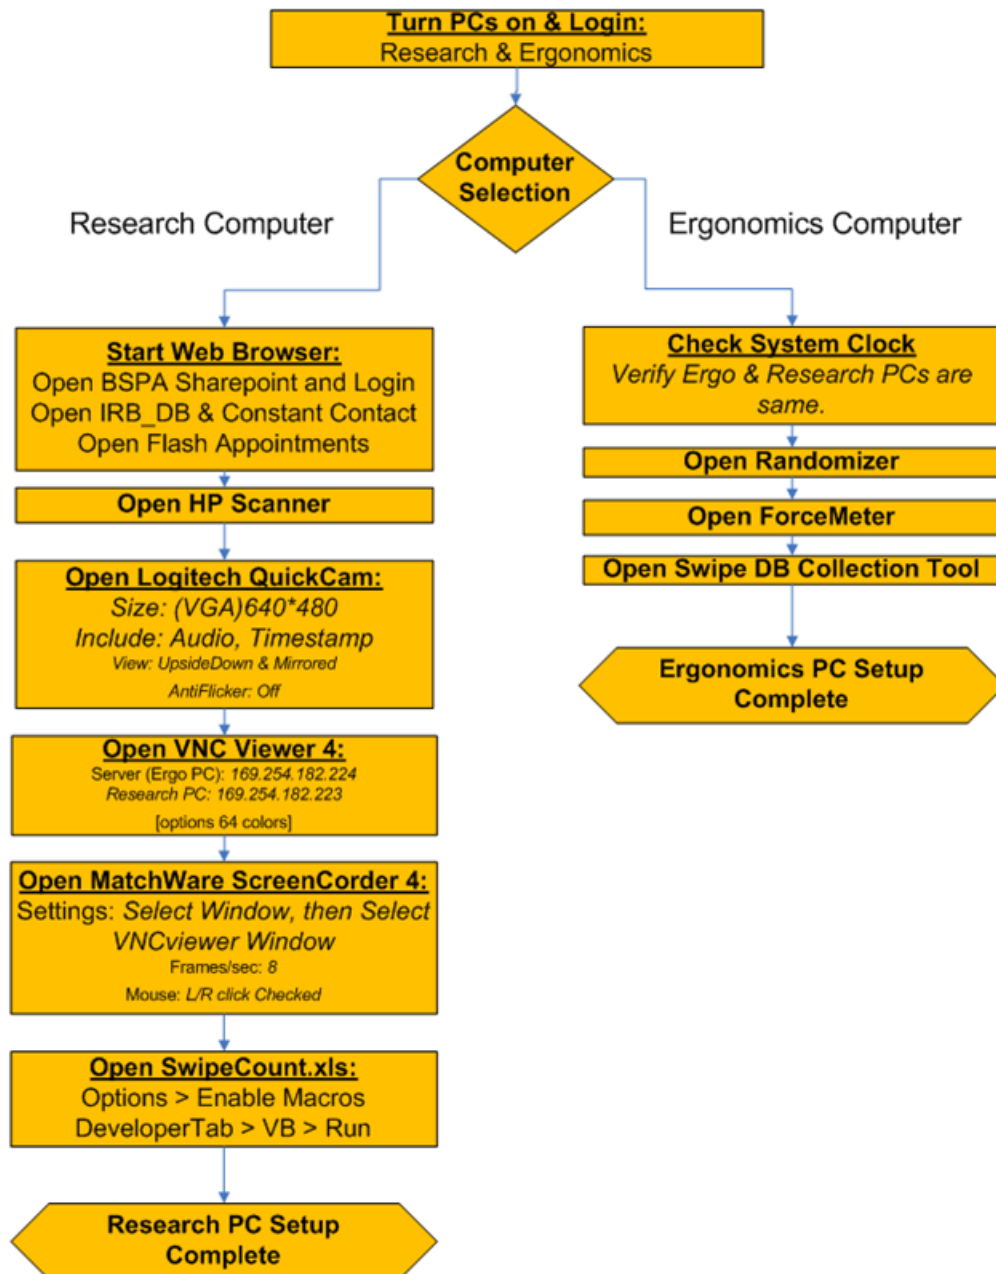 Turn PCs on & Login:
Research & Ergonomics
Computer
Selection
Research Computer
Ergonomics Computer
Start Web Browser:
Open BSPA Sharepoint and Login
Open IRB_DB & Constant Contact
Open Flash Appointments
Open HP Scanner
Open Logitech QuickCam:
Size: (VGA)640*480
Include: Audio, Timestamp
View: UpsideDown & Mirrored
AntiFlicker: Off
Open VNC Viewer 4:
Server (Ergo PC): 169.254.182.224
Research PC: 169.254.182.223
[options 64 colors]
Open MatchWare ScreenCorder 4:
Settings: Select Window, then Select
VNCviewer Window
Frames/sec: 8
Mouse: L/R click Checked
Open SwipeCount.xls:
Options > Enable Macros
DeveloperTab > VB > Run
Research PC Setup
Complete
Check System Clock
Verify Ergo & Research PCs are
same.
Open Randomizer
Open ForceMeter
Open Swipe DB Collection Tool
Ergonomics PC Setup
Complete